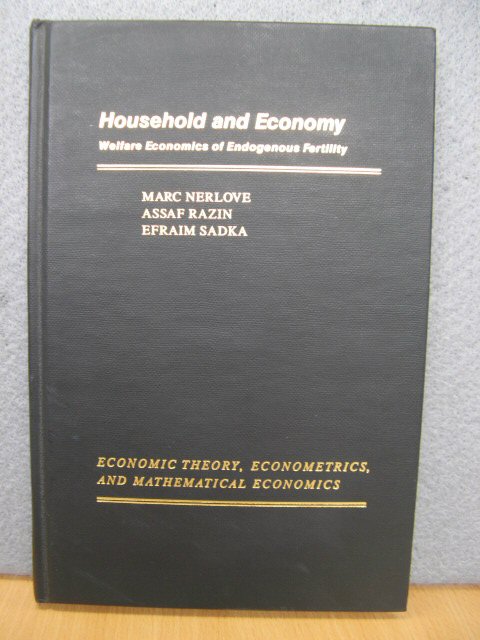 Household and Economy
Welfare Economics of Endogenous Fertility
MARC NERLOVE
ASSAF RAZIN
EFRAIM SADKA
ECONOMIC THEORY, ECONOMETRICS,
AND MATHEMATICAL ECONOMICS